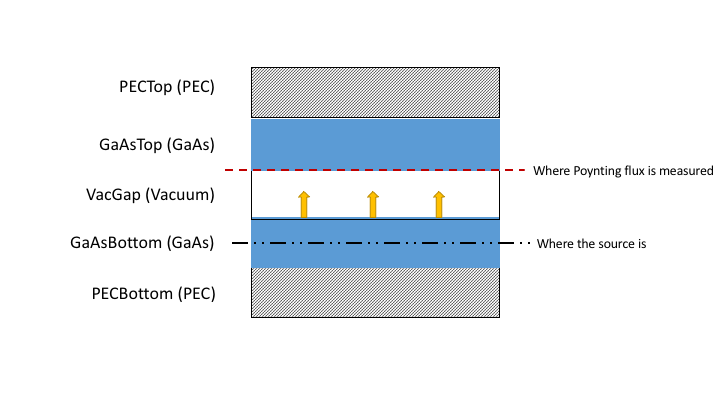 PECTop (PEC)
GaAsTop (GaAs)
Where Poynting flux is measured
VacGap (Vacuum)
GaAsBottom (GaAs)
Where the source is
PECBottom (PEC)